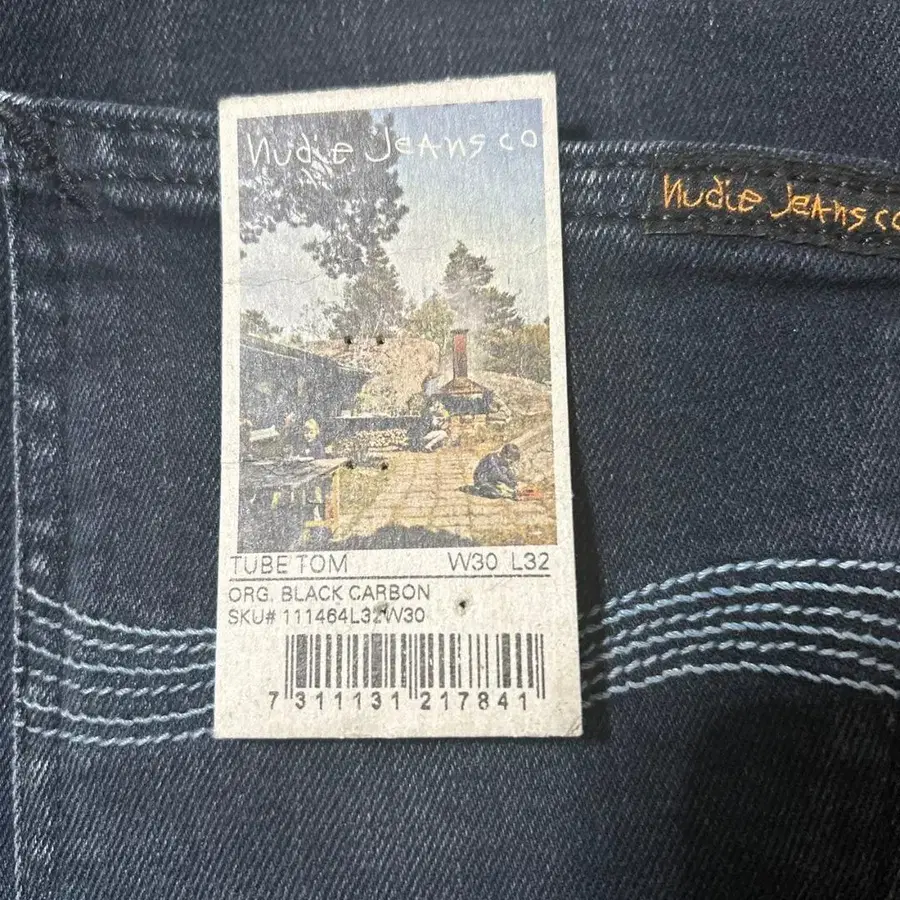 Nudie Jeans co
Nudie Jeans co
TUBE TOM W30 L32
ORG. BLACK CARBON
SKU# 111464L32W30
7 311131 217841